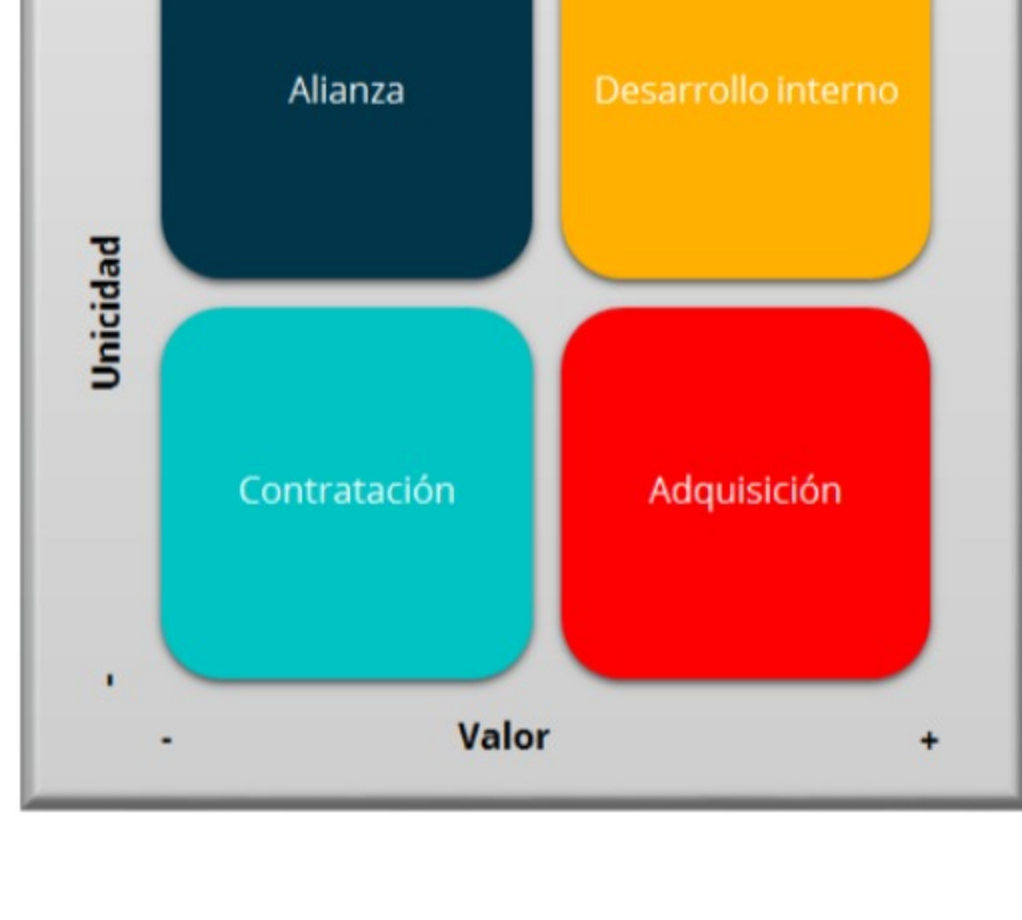 Alianza
Desarrollo interno
Unicidad
Contratación
Adquisición
-
-
Valor
+